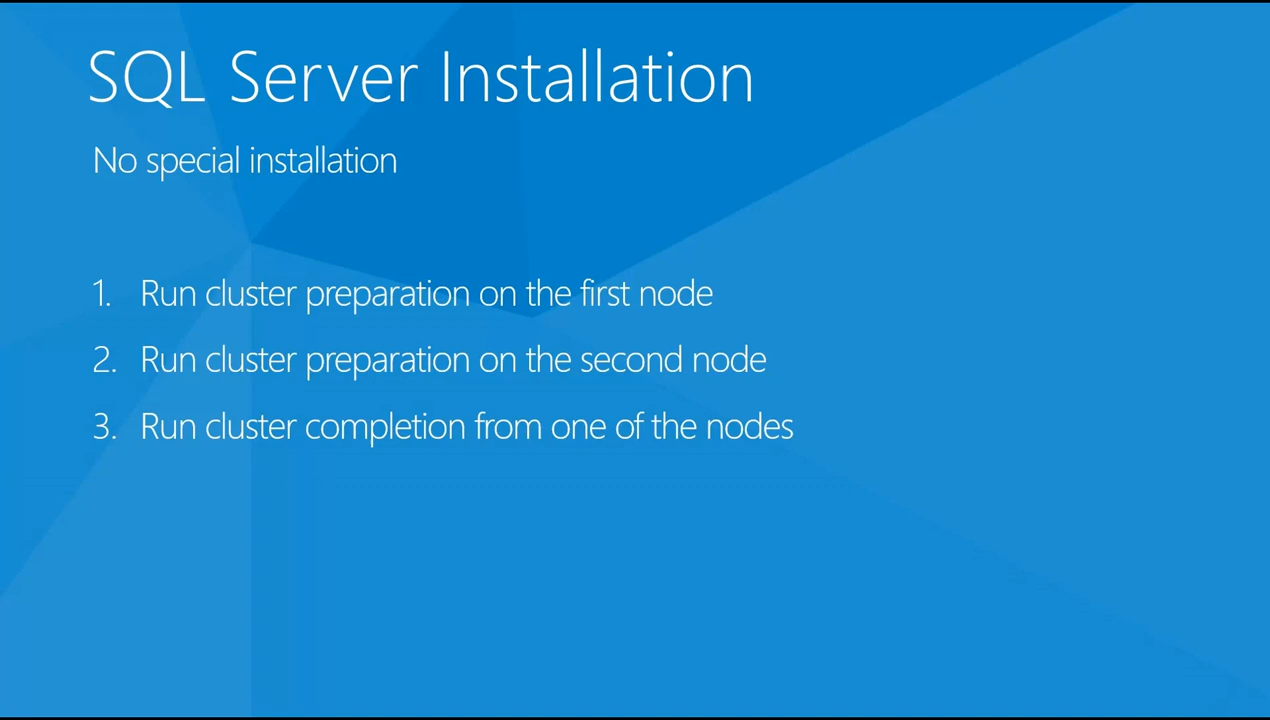 SQL Server Installation
No special installation
1. Run cluster preparation on the first node
2. Run cluster preparation on the second node
3. Run cluster completion from one of the nodes